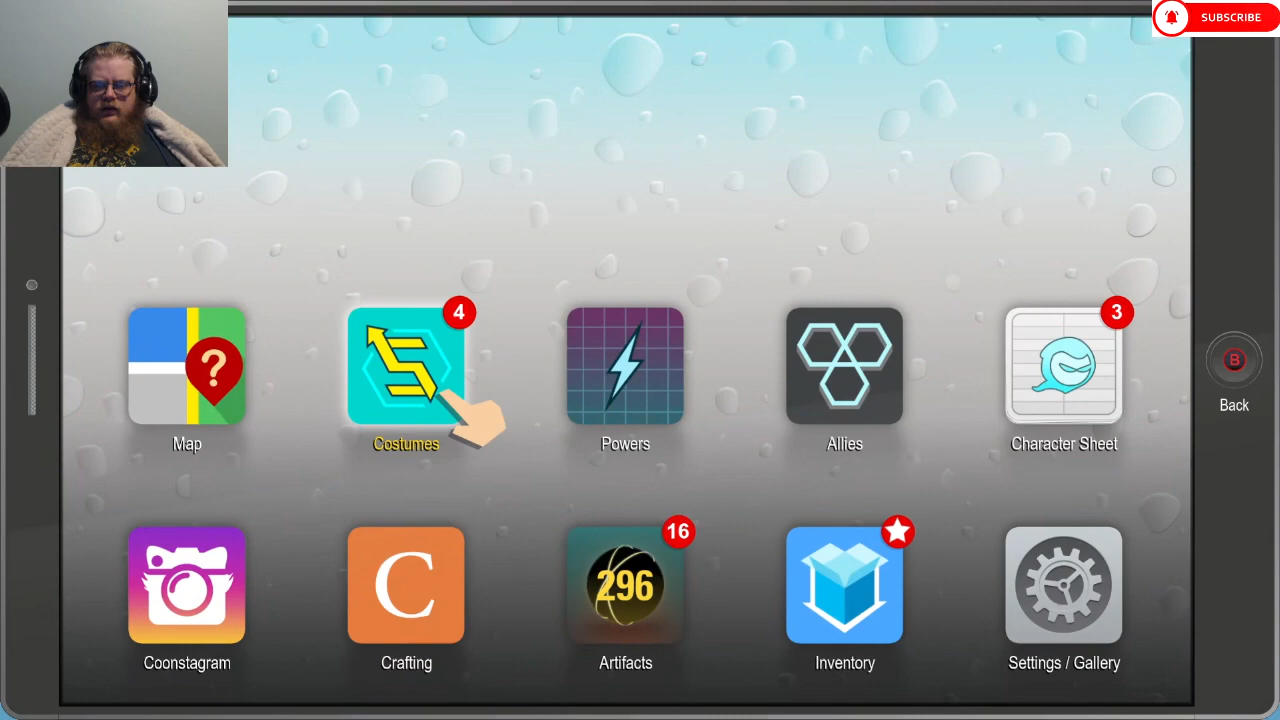 SUBSCRIBE
?
4
3
Map
Costumes
Powers
Allies
Character Sheet
B
Back
C
16
296
Coonstagram
Crafting
Artifacts
Inventory
Settings / Gallery